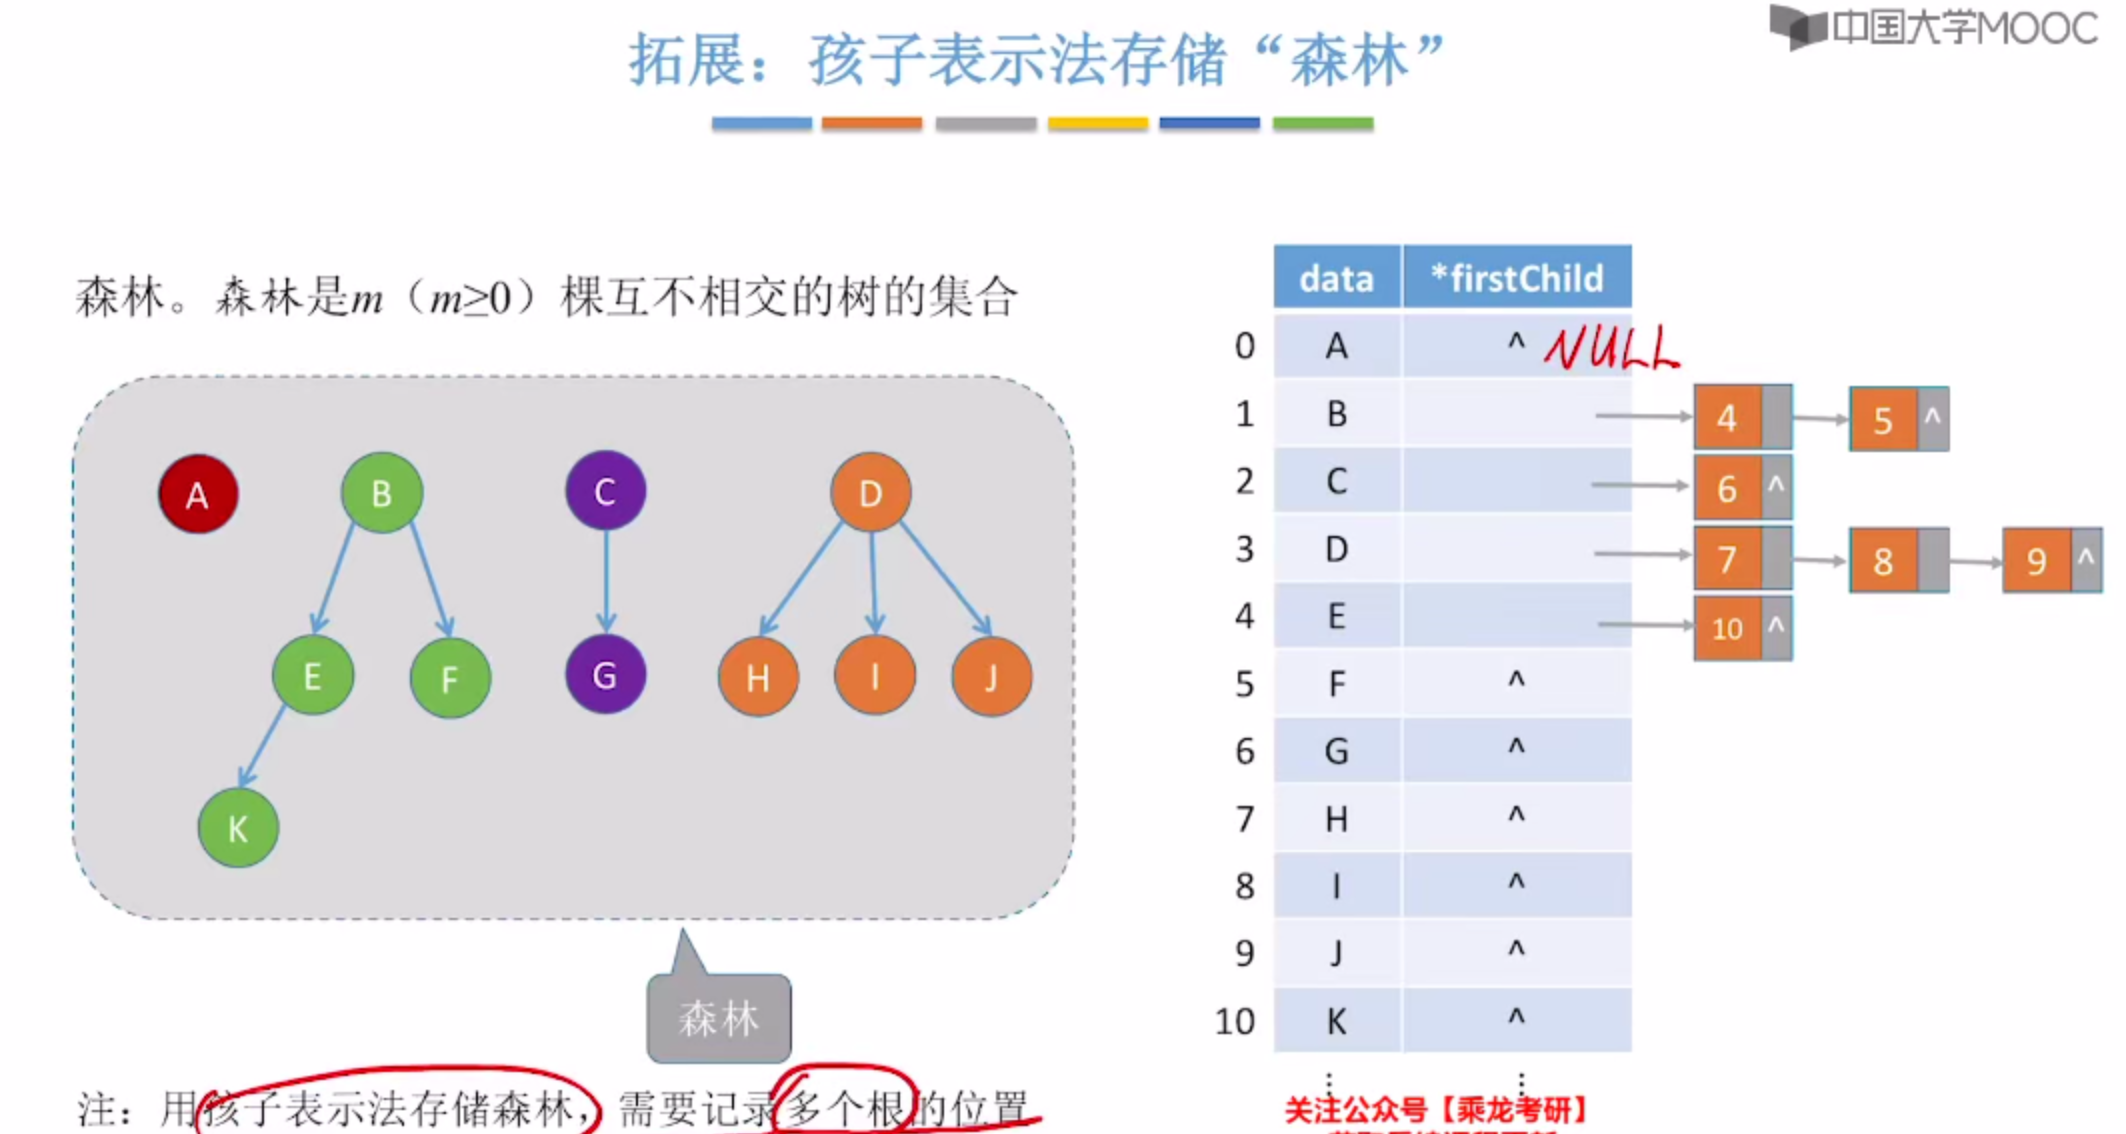 中国大学MOOC
拓展：孩子表示法存储“森林”
森林。森林是m（m≥0）棵互不相交的树的集合
A B C D
E F G H I J
K
森林
注：用孩子表示法存储森林，需要记录多个根的位置
data *firstChild
0 A ^ NULL
1 B 4 5 ^
2 C 6 ^
3 D 7 8 9 ^
4 E 10 ^
5 F ^
6 G ^
7 H ^
8 I ^
9 J ^
10 K ^
⋮ ⋮
关注公众号【乘龙考研】